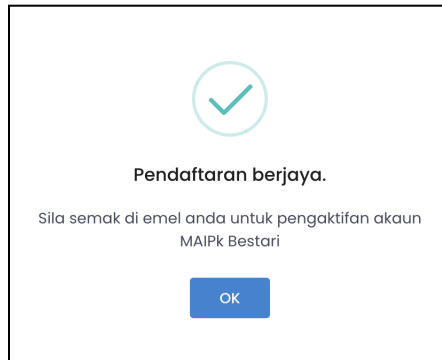 Pendaftaran berjaya.
Sila semak di emel anda untuk pengaktifan akaun
MAIPk Bestari
OK